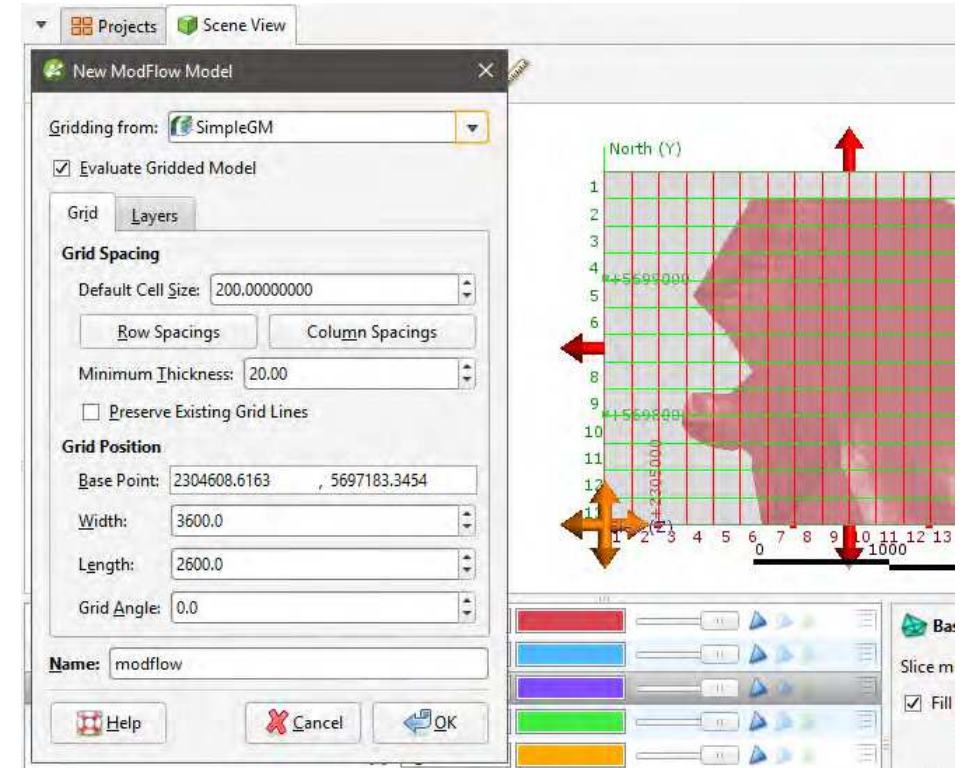 Projects
Scene View
New ModFlow Model
Gridding from: SimpleGM
Evaluate Gridded Model
Grid
Layers
Grid Spacing
Default Cell Size: 200.00000000
Row Spacings
Column Spacings
Minimum Thickness: 20.00
Preserve Existing Grid Lines
Grid Position
Base Point: 2304608.6163 , 5697183.3454
Width: 3600.0
Length: 2600.0
Grid Angle: 0.0
Name: modflow
Help
Cancel
OK
North (Y)
1
2
3
4
+5699000
5
6
8
9
+5698000
10
11
12
+2305000
2 3 4 5 6 7 8 9 10 11 12 13
0
1000
Bas
Slice m
Fill